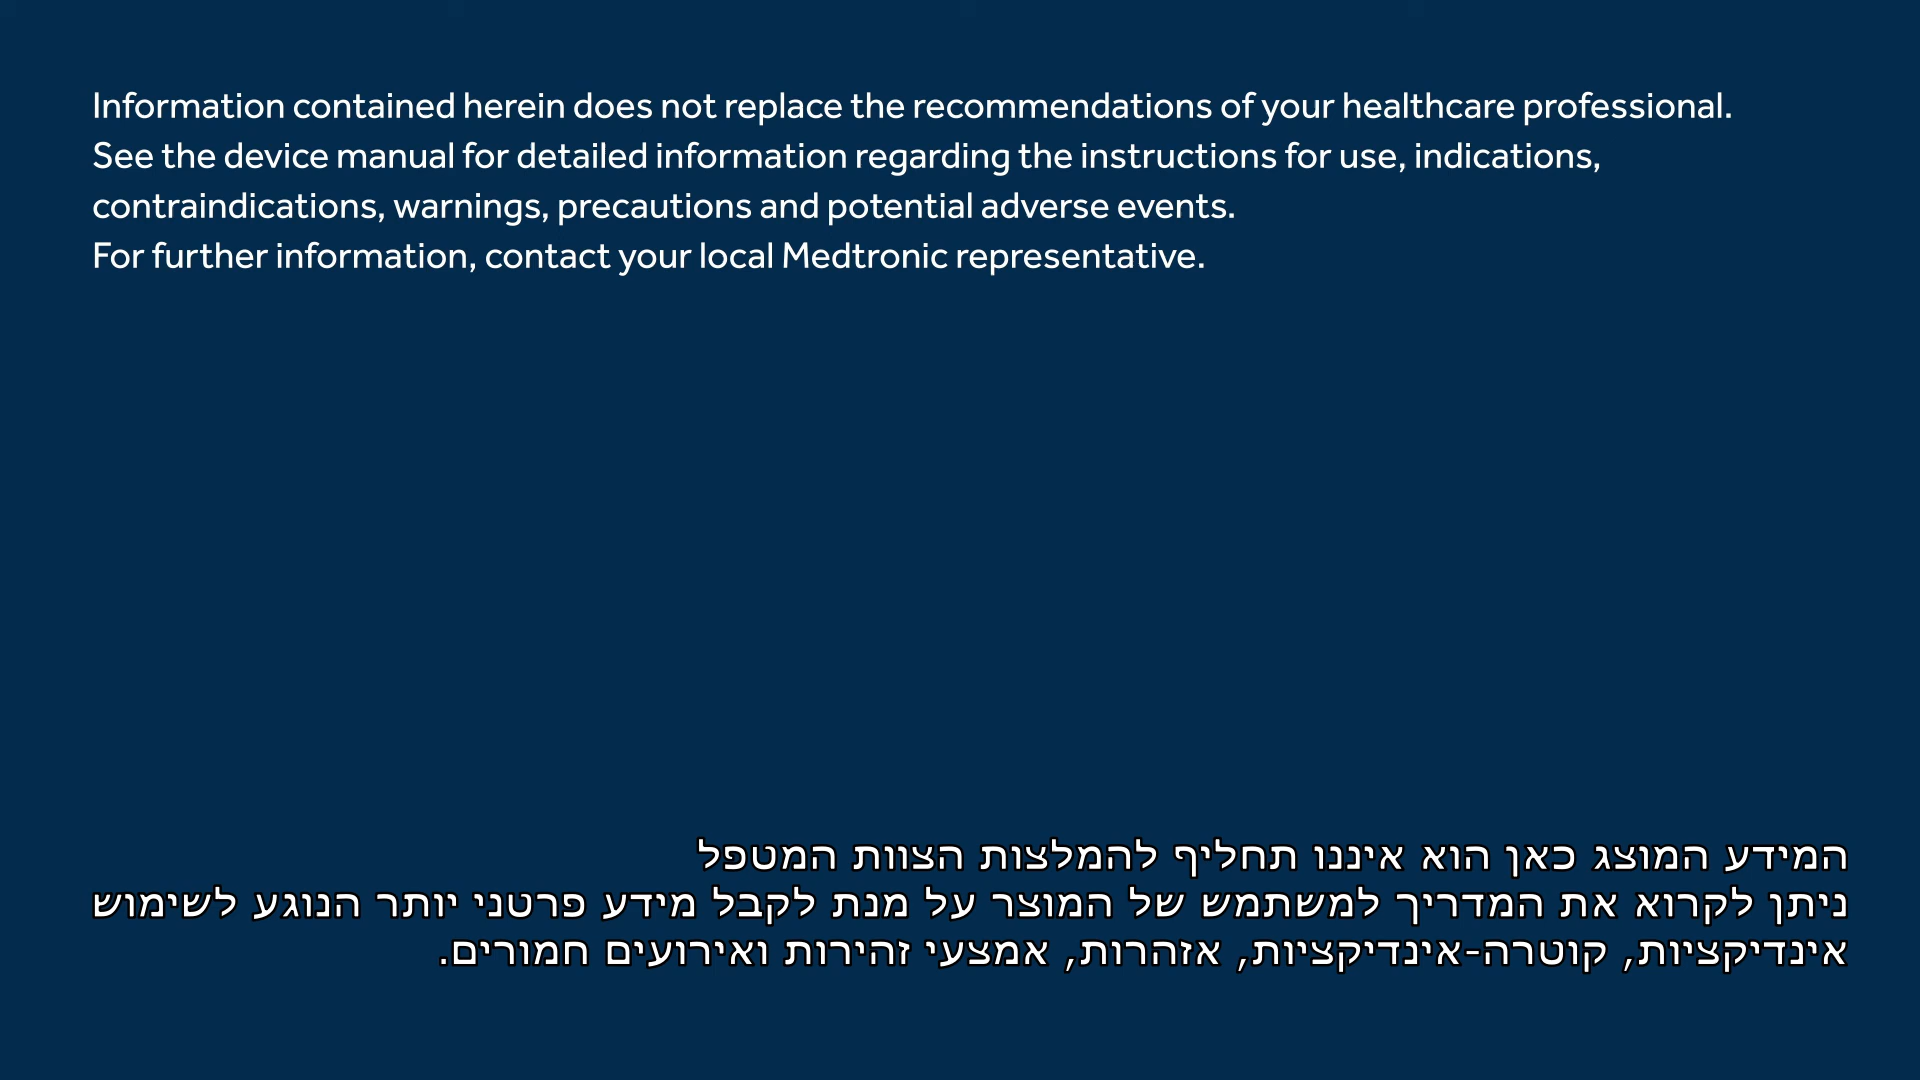 Information contained herein does not replace the recommendations of your healthcare professional.
See the device manual for detailed information regarding the instructions for use, indications,
contraindications, warnings, precautions and potential adverse events.
For further information, contact your local Medtronic representative.
המידע המוצג כאן הוא איננו תחליף להמלצות הצוות המטפל
ניתן לקרוא את המדריך למשתמש של המוצר על מנת לקבל מידע פרטני יותר הנוגע לשימוש
אינדיקציות, קוטרה-אינדיקציות, אזהרות, אמצעי זהירות ואירועים חמורים.